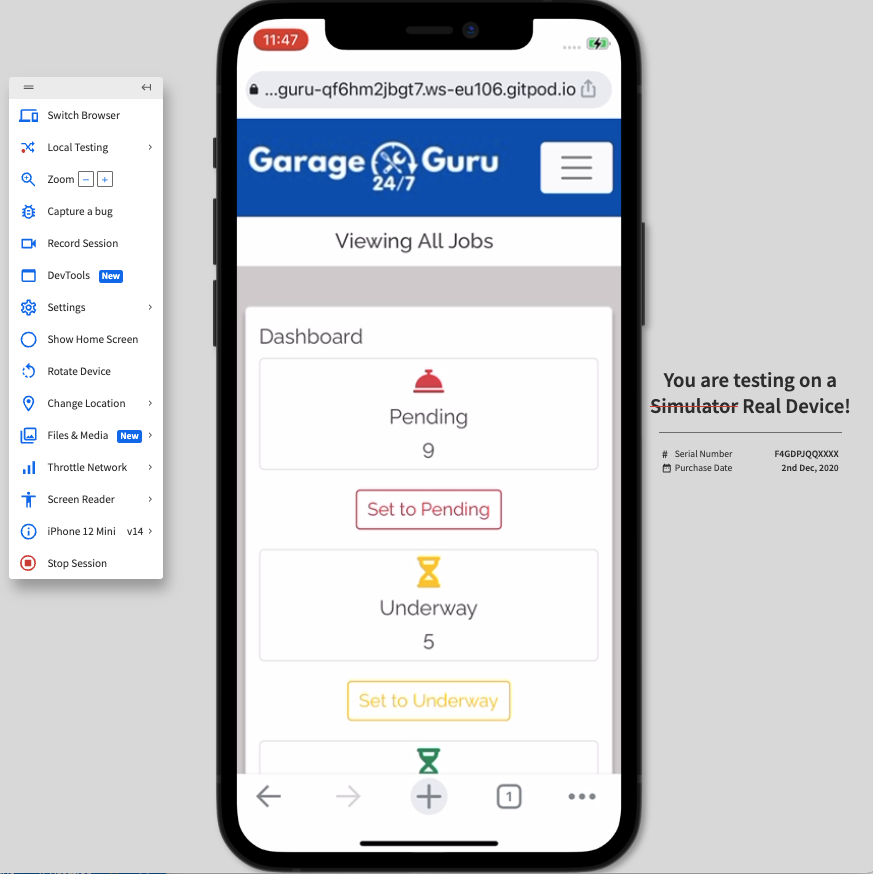 Switch Browser
Local Testing
Zoom
Capture a bug
Record Session
DevTools New
Settings
Show Home Screen
Rotate Device
Change Location
Files & Media New
Throttle Network
Screen Reader
iPhone 12 Mini v14
Stop Session
11:47
...guru-qf6hm2jbgt7.ws-eu106.gitpod.io
Garage Guru
24/7
Viewing All Jobs
Dashboard
Pending
9
Set to Pending
Underway
5
Set to Underway
1
You are testing on a
Simulator Real Device!
# Serial Number F4GDPJQQXXXX
Purchase Date 2nd Dec, 2020